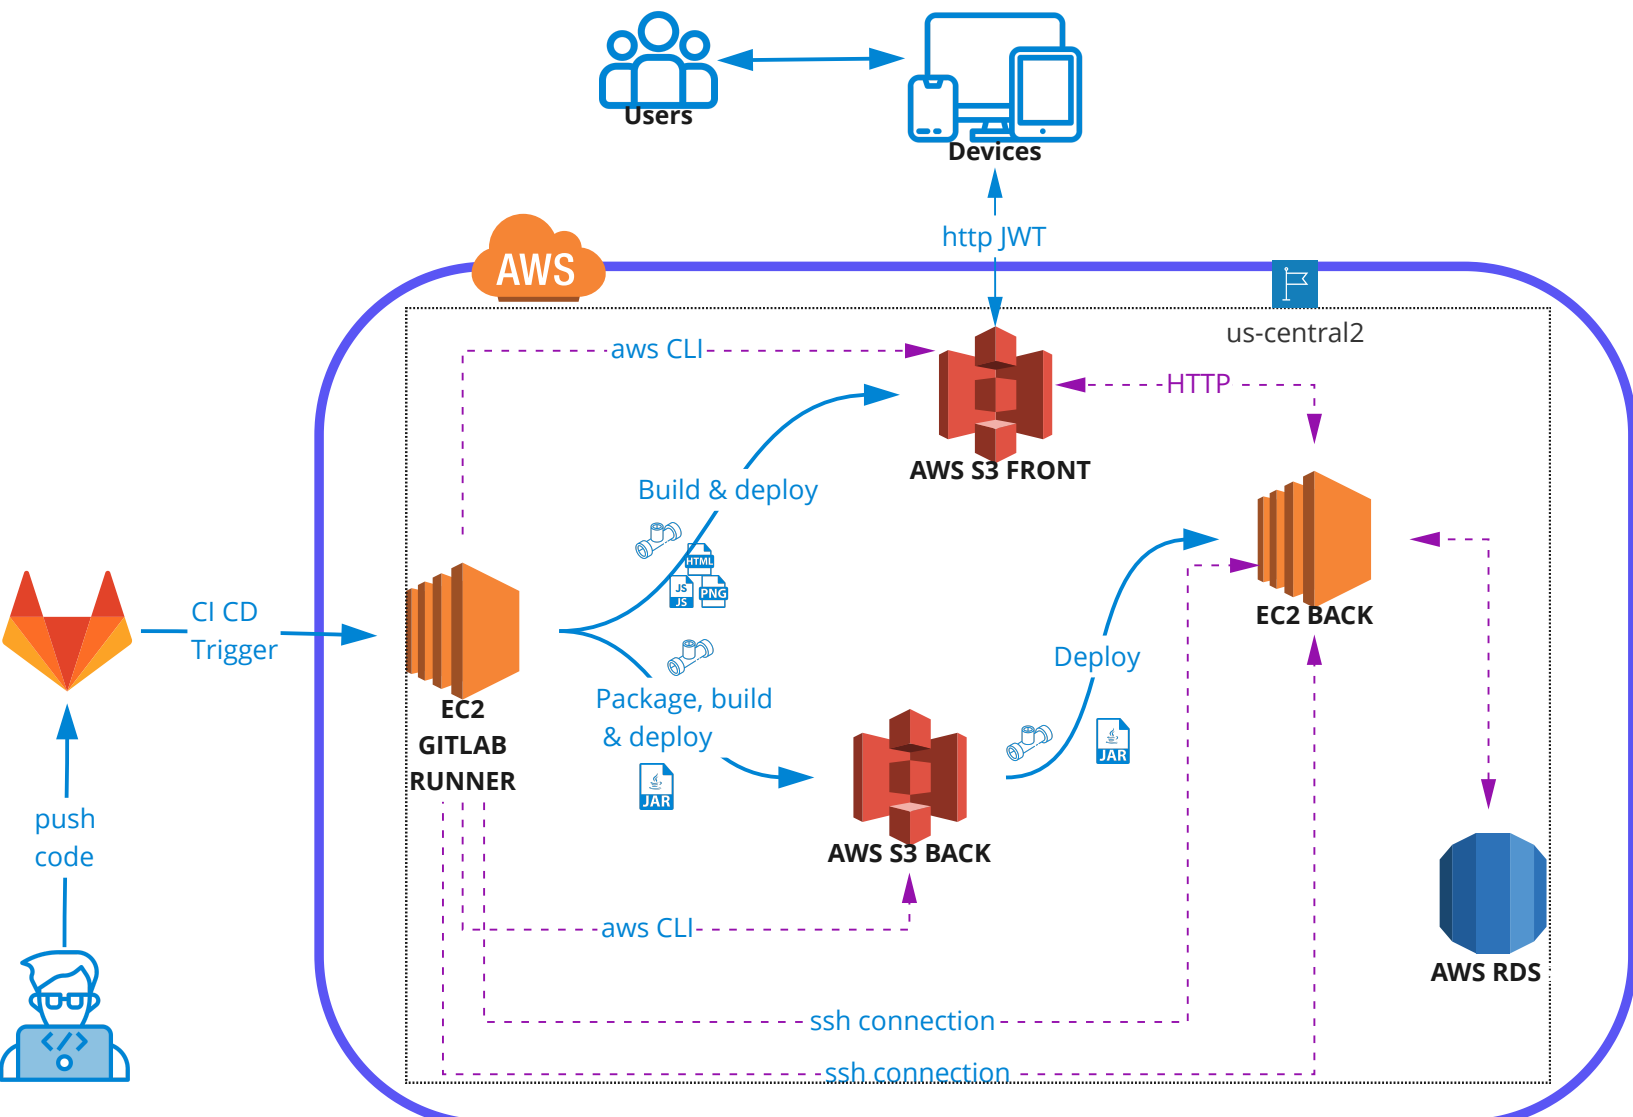 Users
Devices
http JWT
AWS
us-central2
aws CLI
HTTP
AWS S3 FRONT
Build & deploy
HTML
JS
JS
PNG
EC2 BACK
CI CD
Trigger
Deploy
Package, build
& deploy
EC2
GITLAB
RUNNER
JAR
JAR
push
code
AWS S3 BACK
aws CLI
AWS RDS
ssh connection
ssh connection